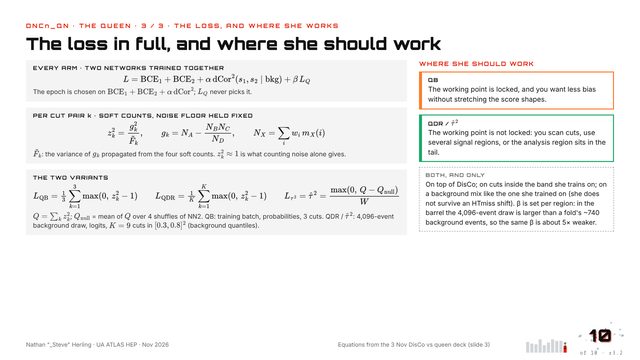 QNCn_QN · THE QUEEN · 3 / 3 · THE LOSS, AND WHERE SHE WORKS
The loss in full, and where she should work
EVERY ARM · TWO NETWORKS TRAINED TOGETHER
L = BCE₁ + BCE₂ + α dCor²(s₁, s₂ | bkg) + β L_Q
The epoch is chosen on BCE₁ + BCE₂ + α dCor²; L_Q never picks it.
PER CUT PAIR k · SOFT COUNTS, NOISE FLOOR HELD FIXED
z²_k = g²_k / F̄_k, g_k = N_A − N_B N_C / N_D, N_X = ∑_i w_i m_X(i)
F̄_k: the variance of g_k propagated from the four soft counts. z²_k ≈ 1 is what counting noise alone gives.
THE TWO VARIANTS
L_QB = 1/3 ∑_{k=1}^{3} max(0, z²_k − 1) L_QDR = 1/K ∑_{k=1}^{K} max(0, z²_k − 1) L_τ² = τ̂² = max(0, Q − Q_null) / W
Q = ∑_k z²_k; Q_null = mean of Q over 4 shuffles of NN2. QB: training batch, probabilities, 3 cuts. QDR / τ̂²: 4,096-event
background draw, logits, K = 9 cuts in [0.3, 0.8]² (background quantiles).
WHERE SHE SHOULD WORK
QB
The working point is locked, and you want less bias
without stretching the score shapes.
QDR / τ̂²
The working point is not locked: you scan cuts, use
several signal regions, or the analysis region sits in the
tail.
BOTH, AND ONLY
On top of DisCo; on cuts inside the band she trains on; on
a background mix like the one she trained on (she does
not survive an HTmiss shift). β is set per region: in the
barrel the 4,096-event draw is larger than a fold's ~740
background events, so the same β is about 5× weaker.
Nathan "_Steve" Herling · UA ATLAS HEP · Nov 2026
Equations from the 3 Nov DisCo vs queen deck (slide 3)
10
of 10 · v3.2